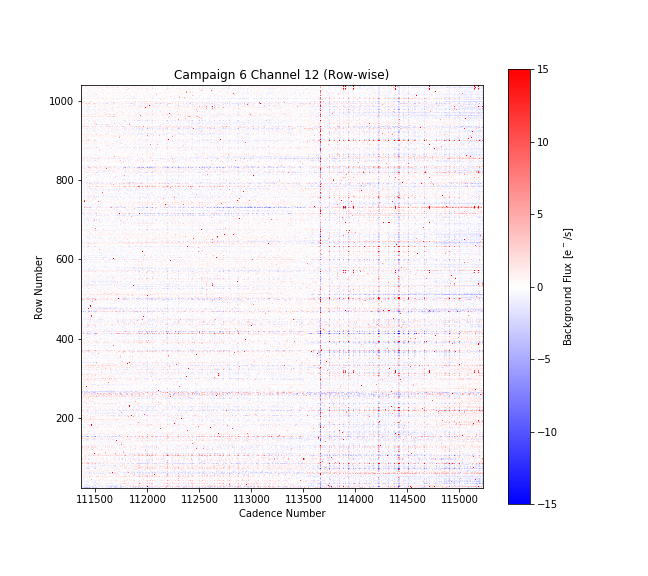 Campaign 6 Channel 12 (Row-wise)
1000
800
600
400
200
Row Number
111500 112000 112500 113000 113500 114000 114500 115000
Cadence Number
15
10
5
0
−5
−10
−15
Background Flux [e⁻/s]